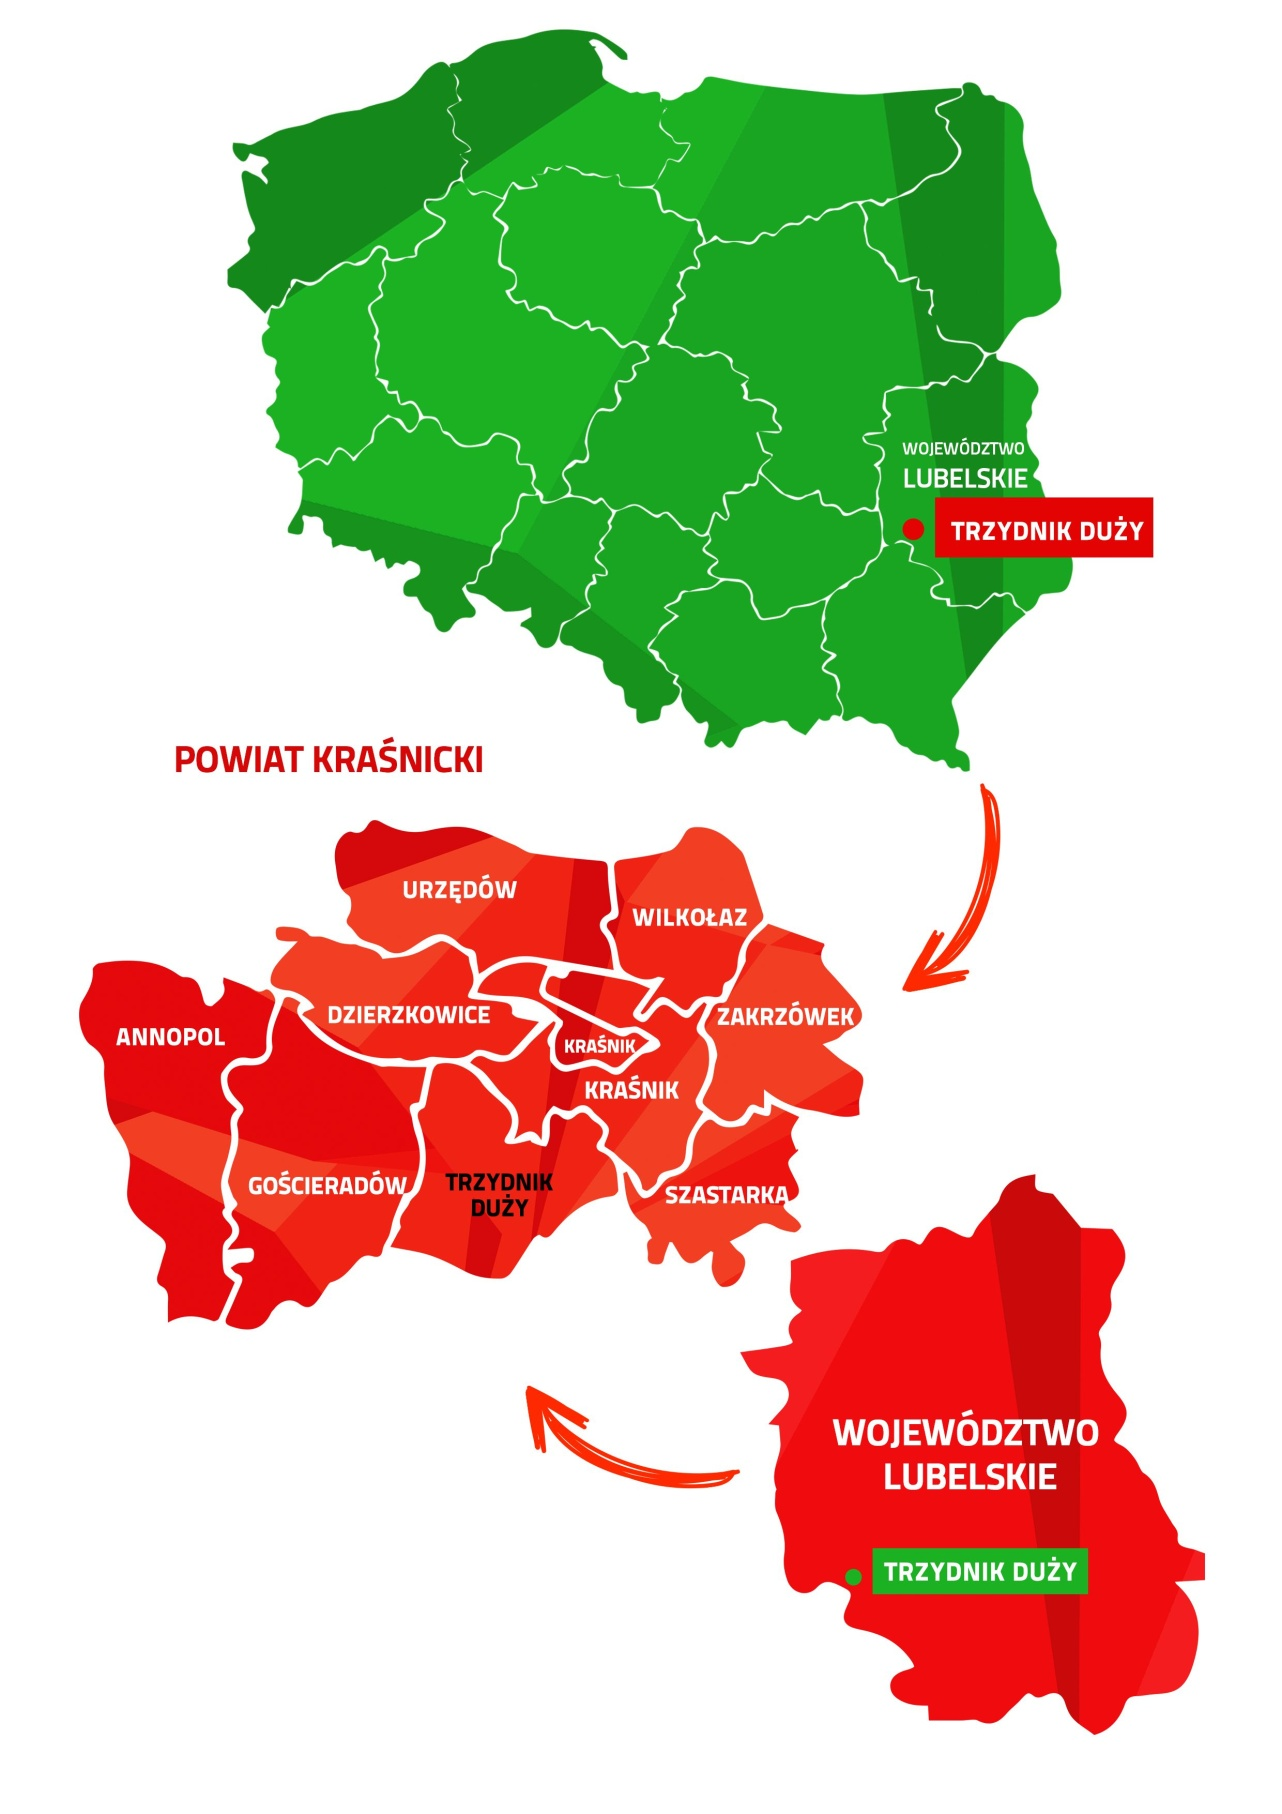 WOJEWÓDZTWO
LUBELSKIE
TRZYDNIK DUŻY
POWIAT KRAŚNICKI
URZĘDÓW
WILKOŁAZ
DZIERZKOWICE
ZAKRZÓWEK
ANNOPOL
KRAŚNIK
KRAŚNIK
GOŚCIERADÓW
TRZYDNIK
DUŻY
SZASTARKA
WOJEWÓDZTWO
LUBELSKIE
TRZYDNIK DUŻY